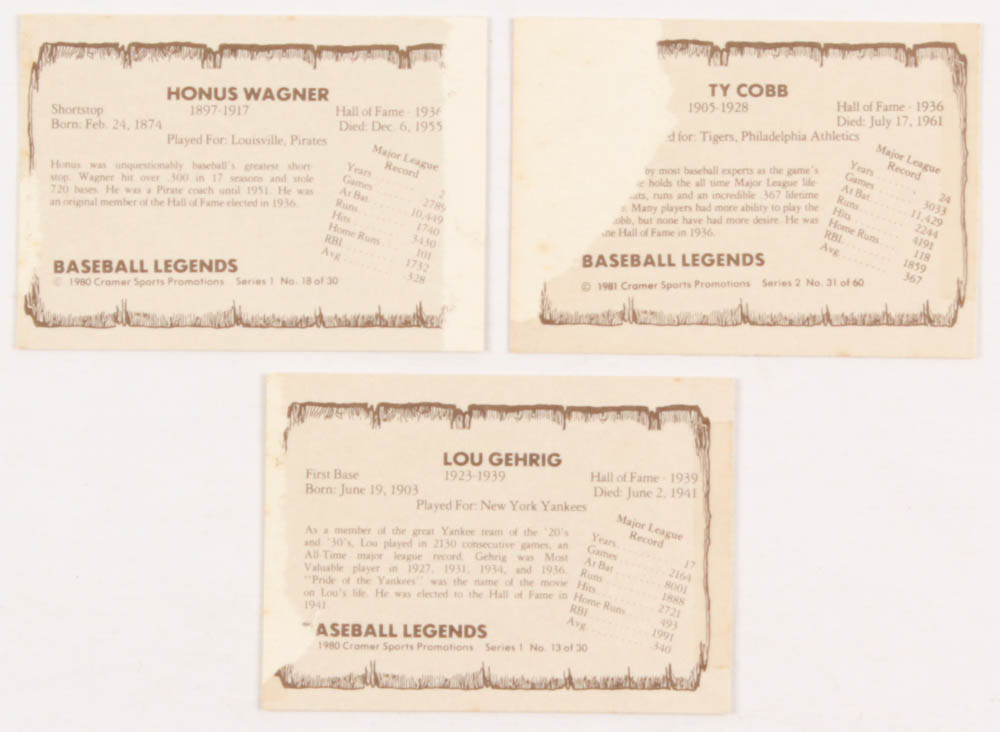 HONUS WAGNER
Shortstop 1897-1917 Hall of Fame - 1936
Born: Feb. 24, 1874 Died: Dec. 6, 1955
Played For: Louisville, Pirates
Honus was unquestionably baseball's greatest short-
stop. Wagner hit over .300 in 17 seasons and stole
720 bases. He was a Pirate coach until 1951. He was
an original member of the Hall of Fame elected in 1936.
Major League
Record
Years 2
Games 2789
At Bat 10,449
Runs 1740
Hits 3430
Home Runs 101
RBI 1732
Avg. 328
BASEBALL LEGENDS
© 1980 Cramer Sports Promotions Series 1 No. 18 of 30
TY COBB
1905-1928 Hall of Fame - 1936
Died: July 17, 1961
for: Tigers, Philadelphia Athletics
by most baseball experts as the game's
holds the all time Major League life-
runs and an incredible .367 lifetime
Many players had more ability to play the
but none have had more desire. He was
Hall of Fame in 1936.
Major League
Record
Years 24
Games 3033
At Bat 11,429
Runs 2244
Hits 4191
Home Runs 118
RBI 1859
Avg. 367
BASEBALL LEGENDS
© 1981 Cramer Sports Promotions Series 2 No. 31 of 60
LOU GEHRIG
First Base 1923-1939 Hall of Fame - 1939
Born: June 19, 1903 Died: June 2, 1941
Played For: New York Yankees
As a member of the great Yankee team of the '20's
and '30's, Lou played in 2130 consecutive games, an
All-Time major league record. Gehrig was Most
Valuable player in 1927, 1931, 1934, and 1936.
"Pride of the Yankees" was the name of the movie
on Lou's life. He was elected to the Hall of Fame in
1941.
Major League
Record
Years 17
Games 2164
At Bat 8001
Runs 1888
Hits 2721
Home Runs 493
RBI 1991
Avg. 340
ASEBALL LEGENDS
1980 Cramer Sports Promotions Series 1 No. 13 of 30